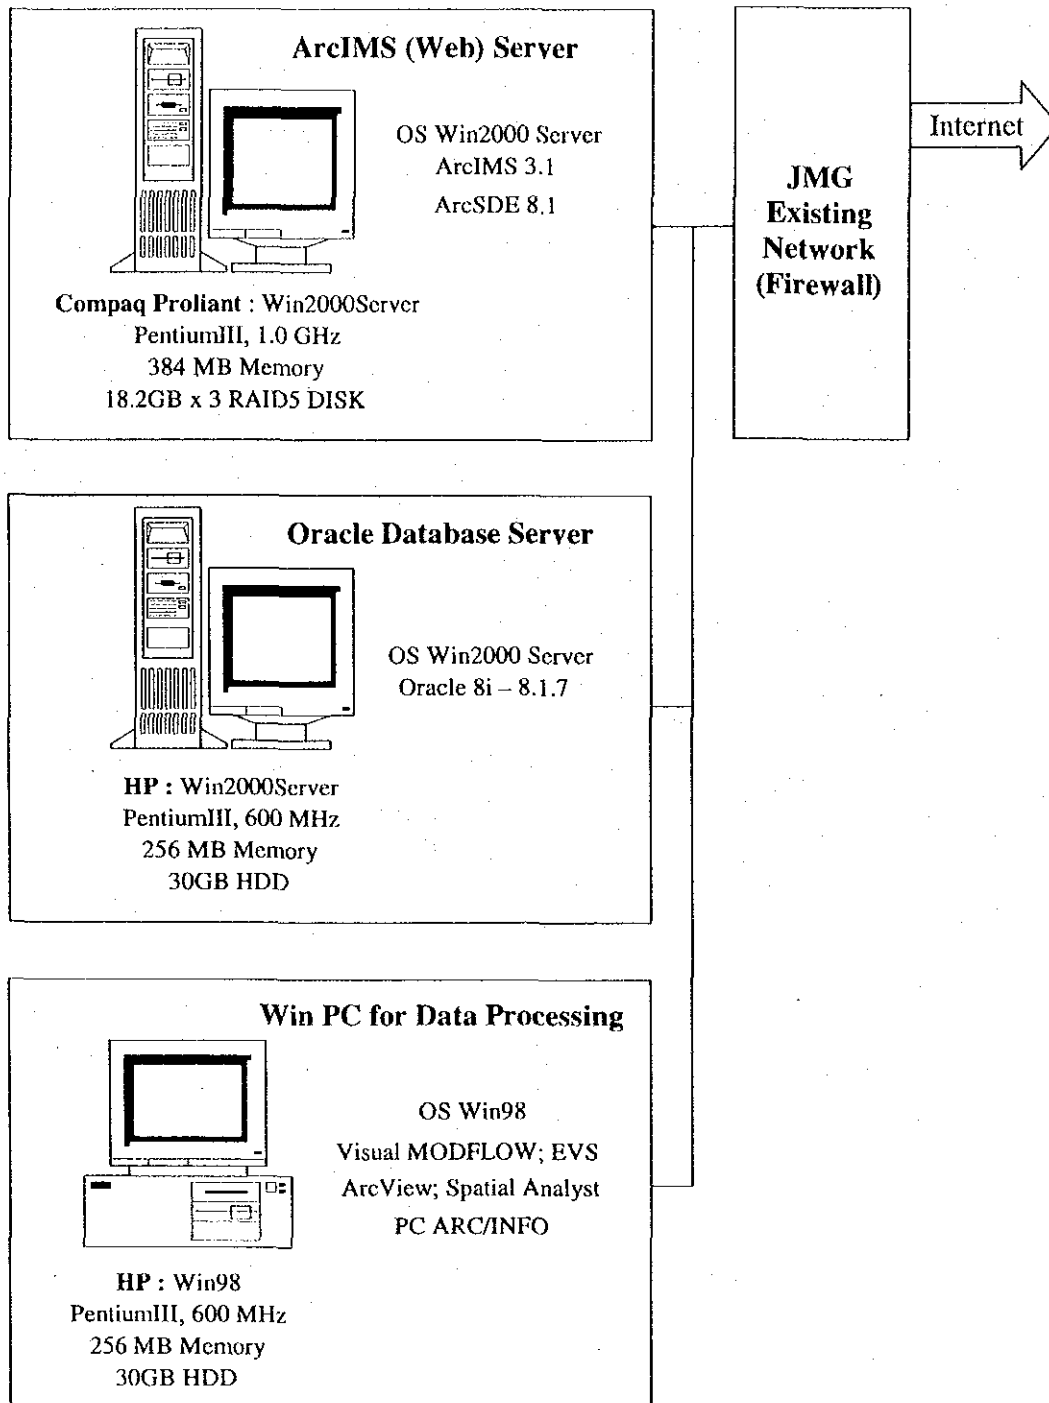 ArcIMS (Web) Server
OS Win2000 Server
ArcIMS 3.1
ArcSDE 8.1
Compaq Proliant : Win2000Server
PentiumIII, 1.0 GHz
384 MB Memory
18.2GB x 3 RAID5 DISK
JMG
Existing
Network
(Firewall)
Internet
Oracle Database Server
OS Win2000 Server
Oracle 8i – 8.1.7
HP : Win2000Server
PentiumIII, 600 MHz
256 MB Memory
30GB HDD
Win PC for Data Processing
OS Win98
Visual MODFLOW; EVS
ArcView; Spatial Analyst
PC ARC/INFO
HP : Win98
PentiumIII, 600 MHz
256 MB Memory
30GB HDD